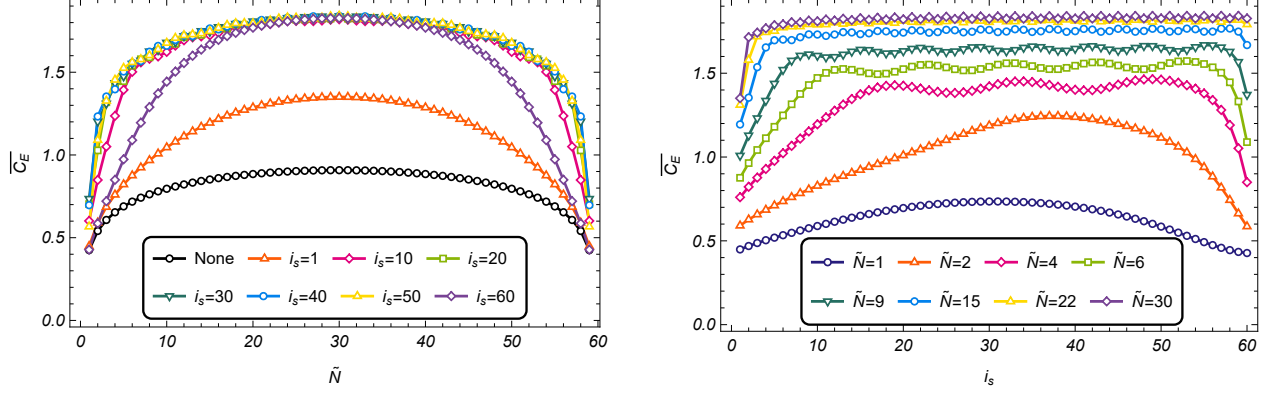 C_E
1.5
1.0
0.5
0.0
None
i_s=1
i_s=10
i_s=20
i_s=30
i_s=40
i_s=50
i_s=60
0 10 20 30 40 50 60
Ñ
C_E
1.5
1.0
0.5
0.0
Ñ=1
Ñ=2
Ñ=4
Ñ=6
Ñ=9
Ñ=15
Ñ=22
Ñ=30
0 10 20 30 40 50 60
i_s